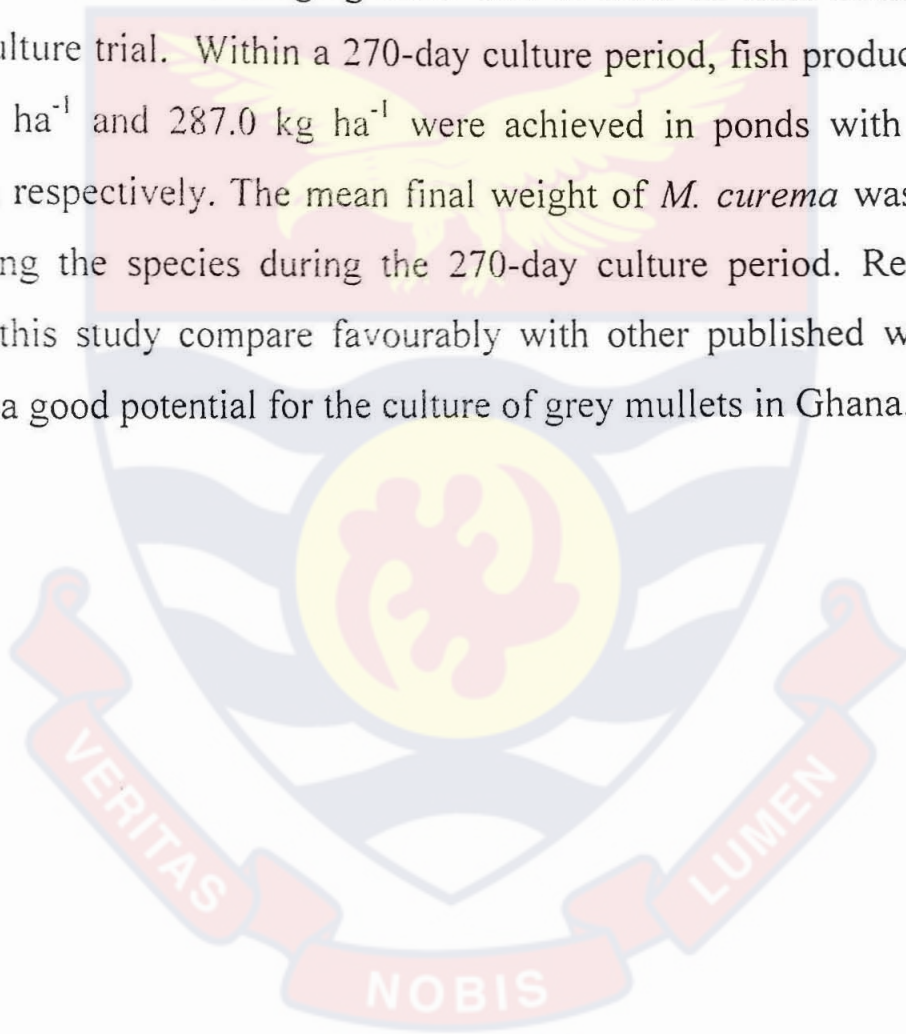 ulture trial. Within a 270-day culture period, fish produc
ha⁻¹ and 287.0 kg ha⁻¹ were achieved in ponds with
respectively. The mean final weight of M. curema was
ng the species during the 270-day culture period. Re
this study compare favourably with other published w
a good potential for the culture of grey mullets in Ghana.
VERITAS
NOBIS
LUMEN